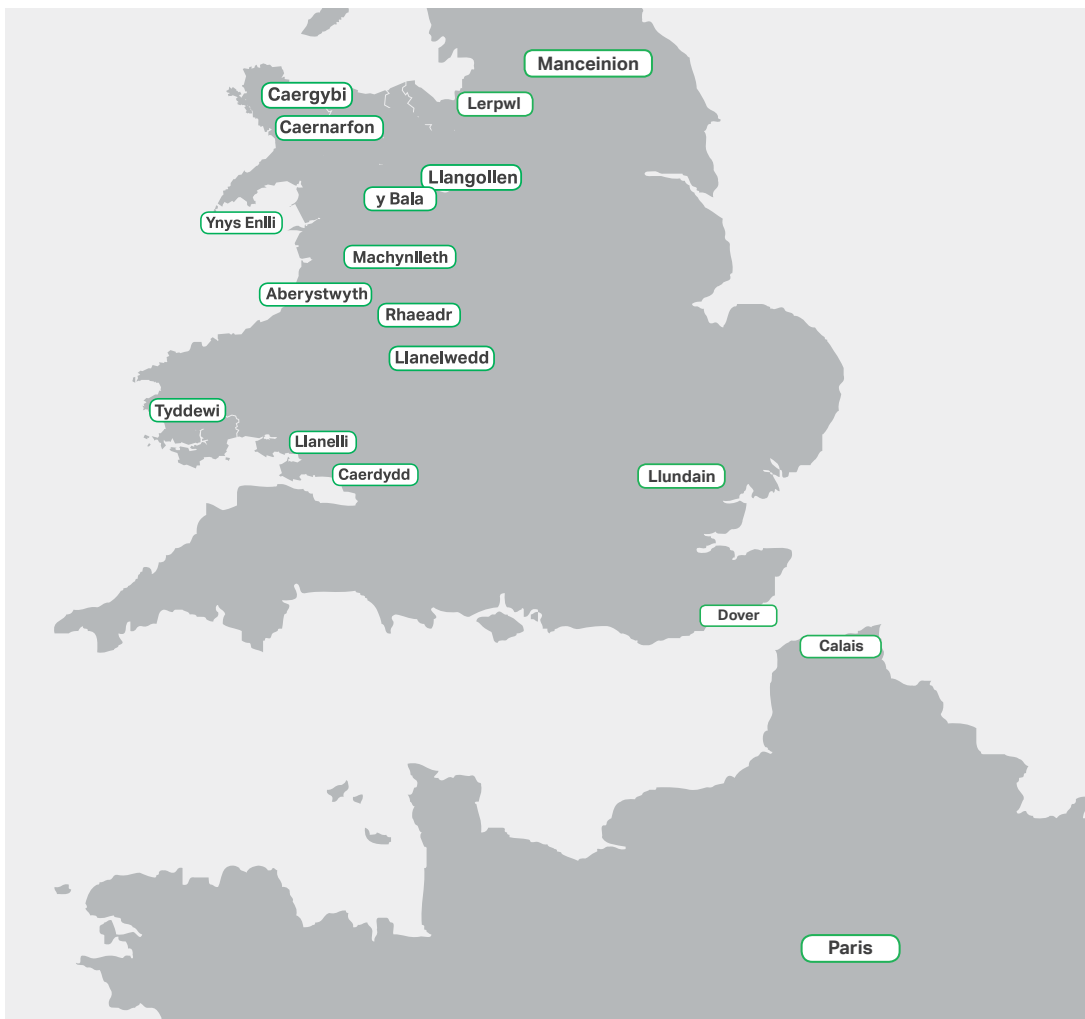 Manceinion
Caergybi
Lerpwl
Caernarfon
Llangollen
y Bala
Ynys Enlli
Machynlleth
Aberystwyth
Rhaeadr
Llanelwedd
Tyddewi
Llanelli
Caerdydd
Llundain
Dover
Calais
Paris